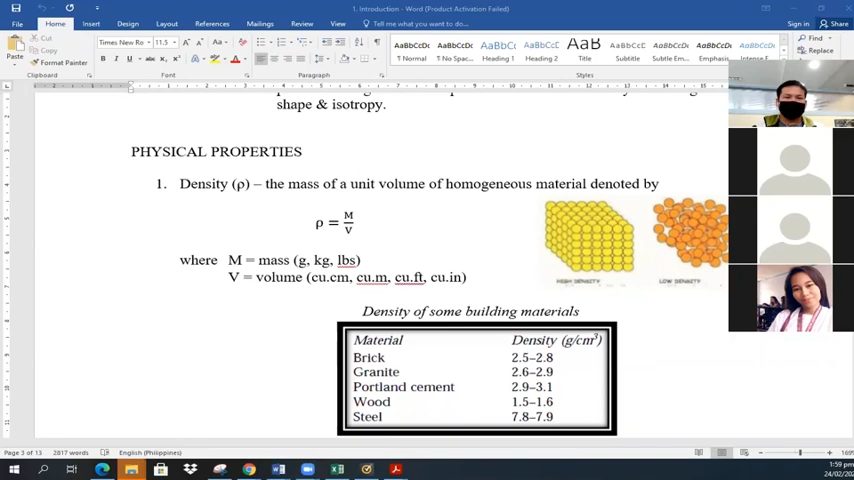 1. Introduction - Word (Product Activation Failed)
File Home Insert Design Layout References Mailings Review View Tell me what you want to do... Sign in Share
Paste
Cut
Copy
Format Painter
Times New Ro 11.5
AaBbCcDc AaBbCcDc AaBbCc AaBbCcC AaB AaBbCcC AaBbCcDc AaBbCcDc AaBbCcDc
¶ Normal ¶ No Spac... Heading 1 Heading 2 Title Subtitle Subtle Em... Emphasis
Find
Replace
Clipboard Font Paragraph Styles
shape & isotropy.
PHYSICAL PROPERTIES
1. Density (ρ) – the mass of a unit volume of homogeneous material denoted by
ρ = M/V
where M = mass (g, kg, lbs)
V = volume (cu.cm, cu.m, cu.ft, cu.in)
HIGH DENSITY LOW DENSITY
Density of some building materials
Material Density (g/cm³)
Brick 2.5–2.8
Granite 2.6–2.9
Portland cement 2.9–3.1
Wood 1.5–1.6
Steel 7.8–7.9
Page 3 of 13 2817 words English (Philippines)
1:59 pm
24/02/202